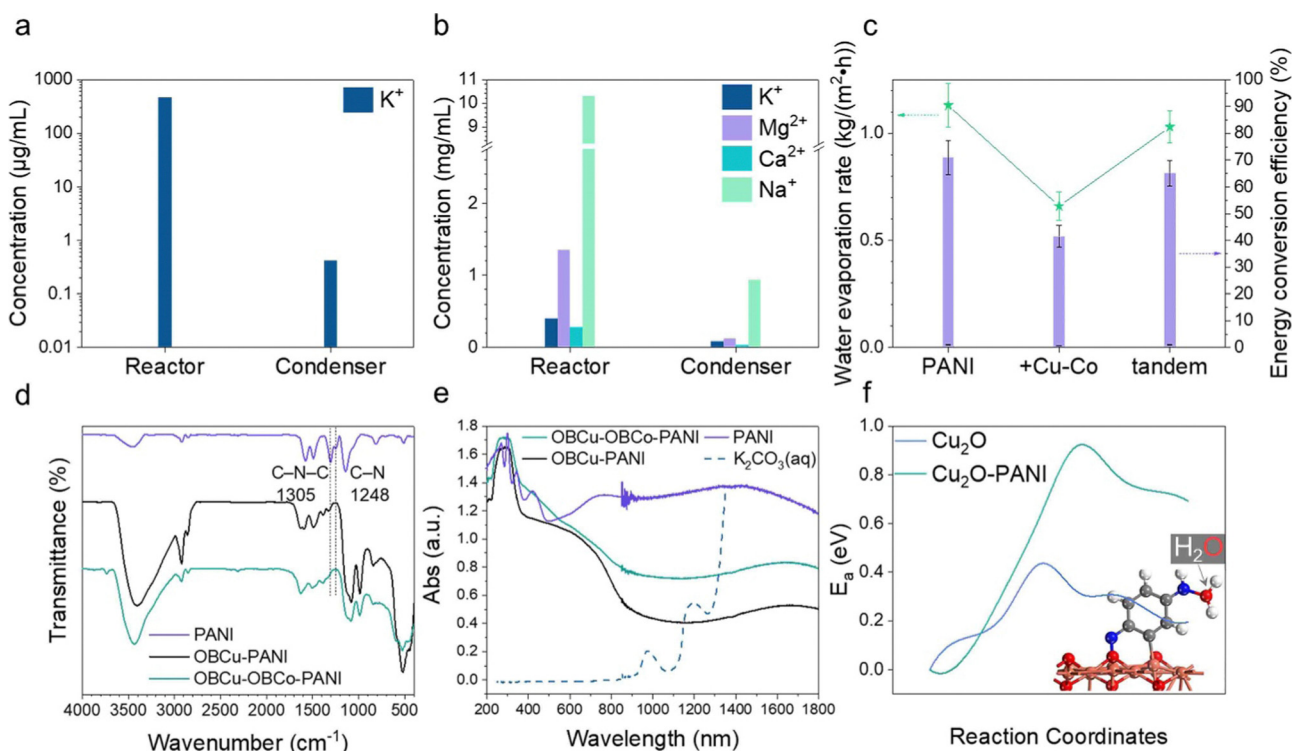 a
Concentration (µg/mL)
1000
100
10
1
0.1
0.01
K⁺
Reactor
Condenser
b
Concentration (mg/mL)
11
10
9
2
1
0
K⁺
Mg²⁺
Ca²⁺
Na⁺
Reactor
Condenser
c
Water evaporation rate (kg/(m²•h))
1.0
0.5
0.0
100
90
80
70
60
50
40
30
20
10
0
Energy conversion efficiency (%)
PANI
+Cu-Co
tandem
d
Transmittance (%)
C–N–C
1305
C–N
1248
PANI
OBCu-PANI
OBCu-OBCo-PANI
4000 3500 3000 2500 2000 1500 1000 500
Wavenumber (cm⁻¹)
e
Abs (a.u.)
1.8
1.6
1.4
1.2
1.0
0.8
0.6
0.4
0.2
0.0
OBCu-OBCo-PANI
OBCu-PANI
PANI
K₂CO₃(aq)
200 400 600 800 1000 1200 1400 1600 1800
Wavelength (nm)
f
Eₐ (eV)
1.0
0.8
0.6
0.4
0.2
0.0
Cu₂O
Cu₂O-PANI
H₂O
Reaction Coordinates